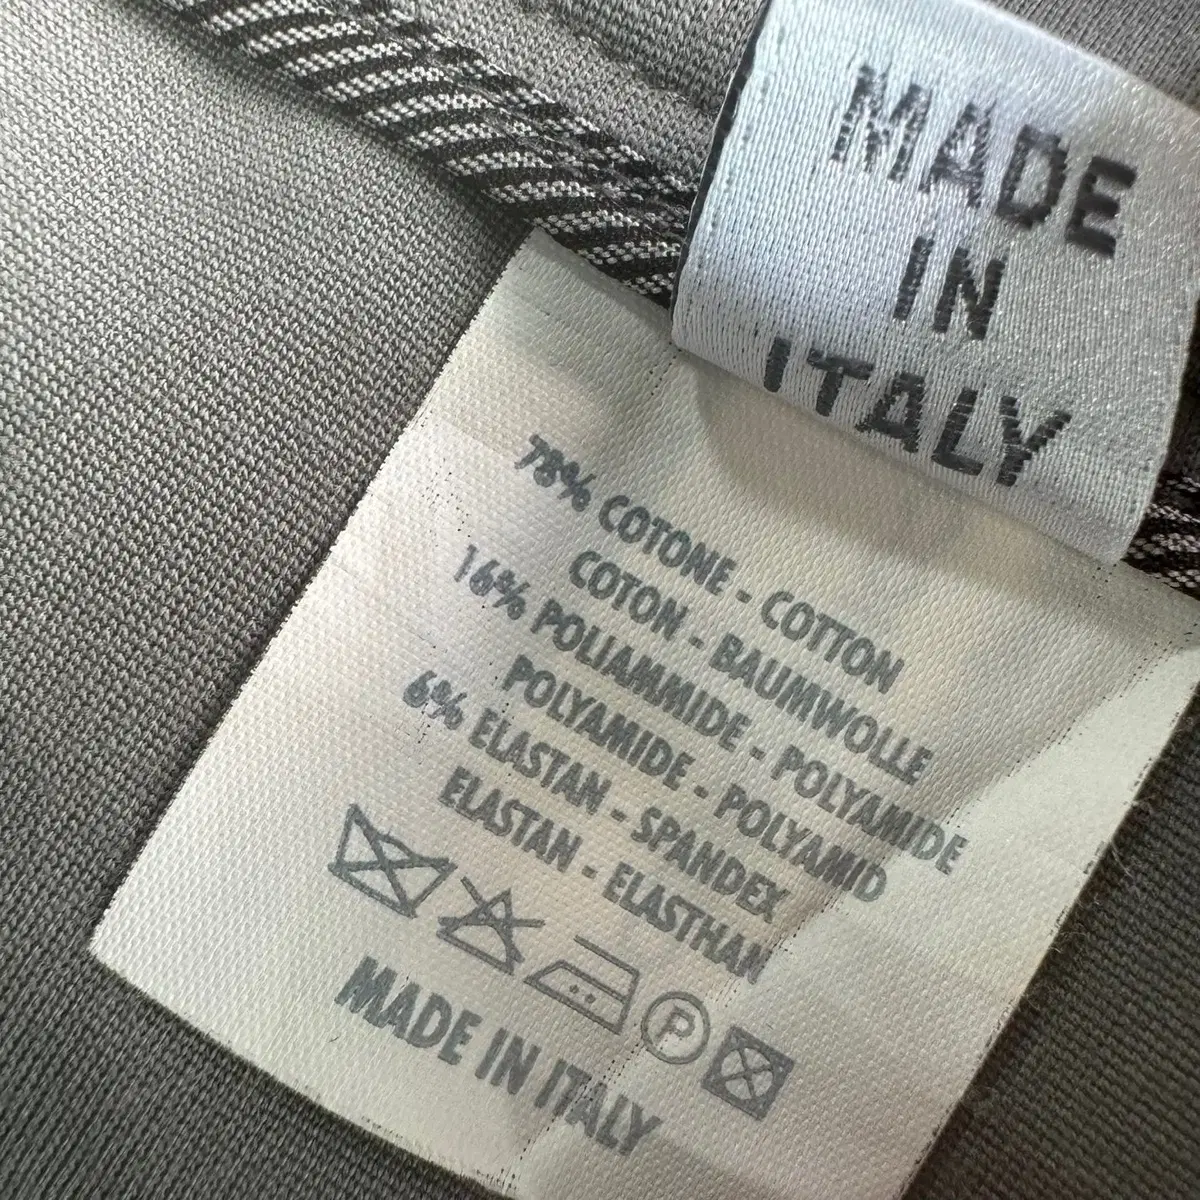 MADE
IN
ITALY
78% COTONE - COTTON
COTON - BAUMWOLLE
16% POLIAMMIDE - POLYAMIDE
POLYAMIDE - POLYAMID
6% ELASTAN - SPANDEX
ELASTAN - ELASTHAN
P
MADE IN ITALY